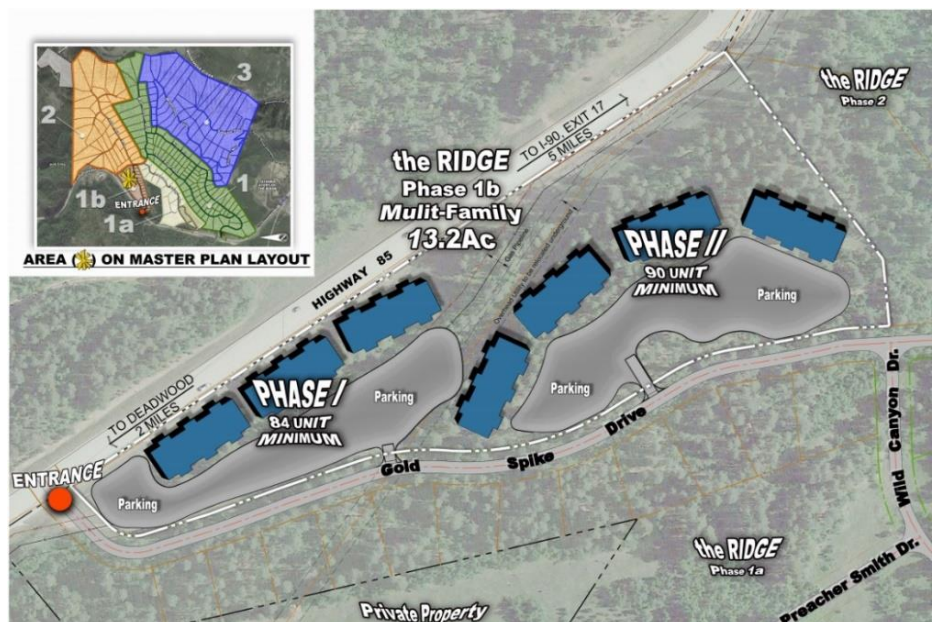 3
2
1
1b
ENTRANCE
1a
AREA ( ) ON MASTER PLAN LAYOUT
the RIDGE
Phase 2
TO I-90, EXIT 17
5 MILES
the RIDGE
Phase 1b
Mulit-Family
13.2Ac
HIGHWAY 85
Gas Pipeline
PHASE II
90 UNIT
MINIMUM
Parking
Parking
PHASE I
84 UNIT
MINIMUM
Parking
Parking
TO DEADWOOD
2 MILES
ENTRANCE
Gold Spike Drive
Wild Canyon Dr.
the RIDGE
Phase 1a
Preacher Smith Dr.
Private Property